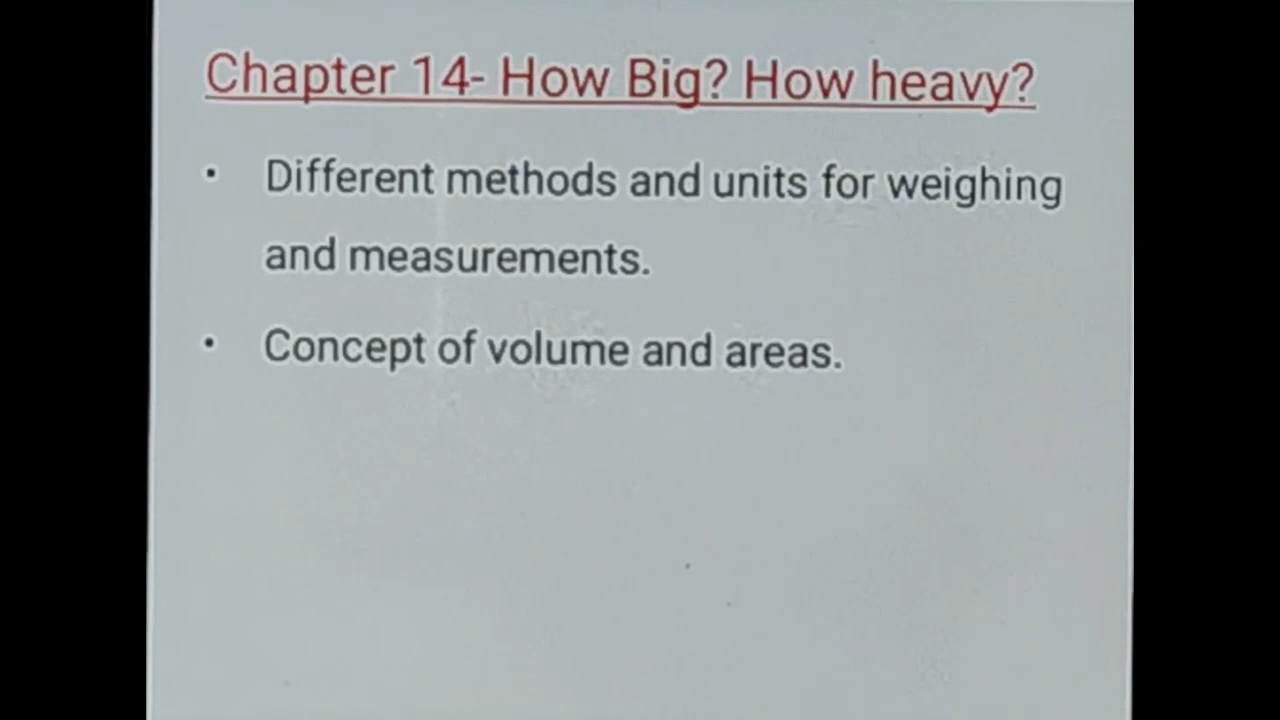 Chapter 14- How Big? How heavy?
• Different methods and units for weighing
and measurements.
• Concept of volume and areas.